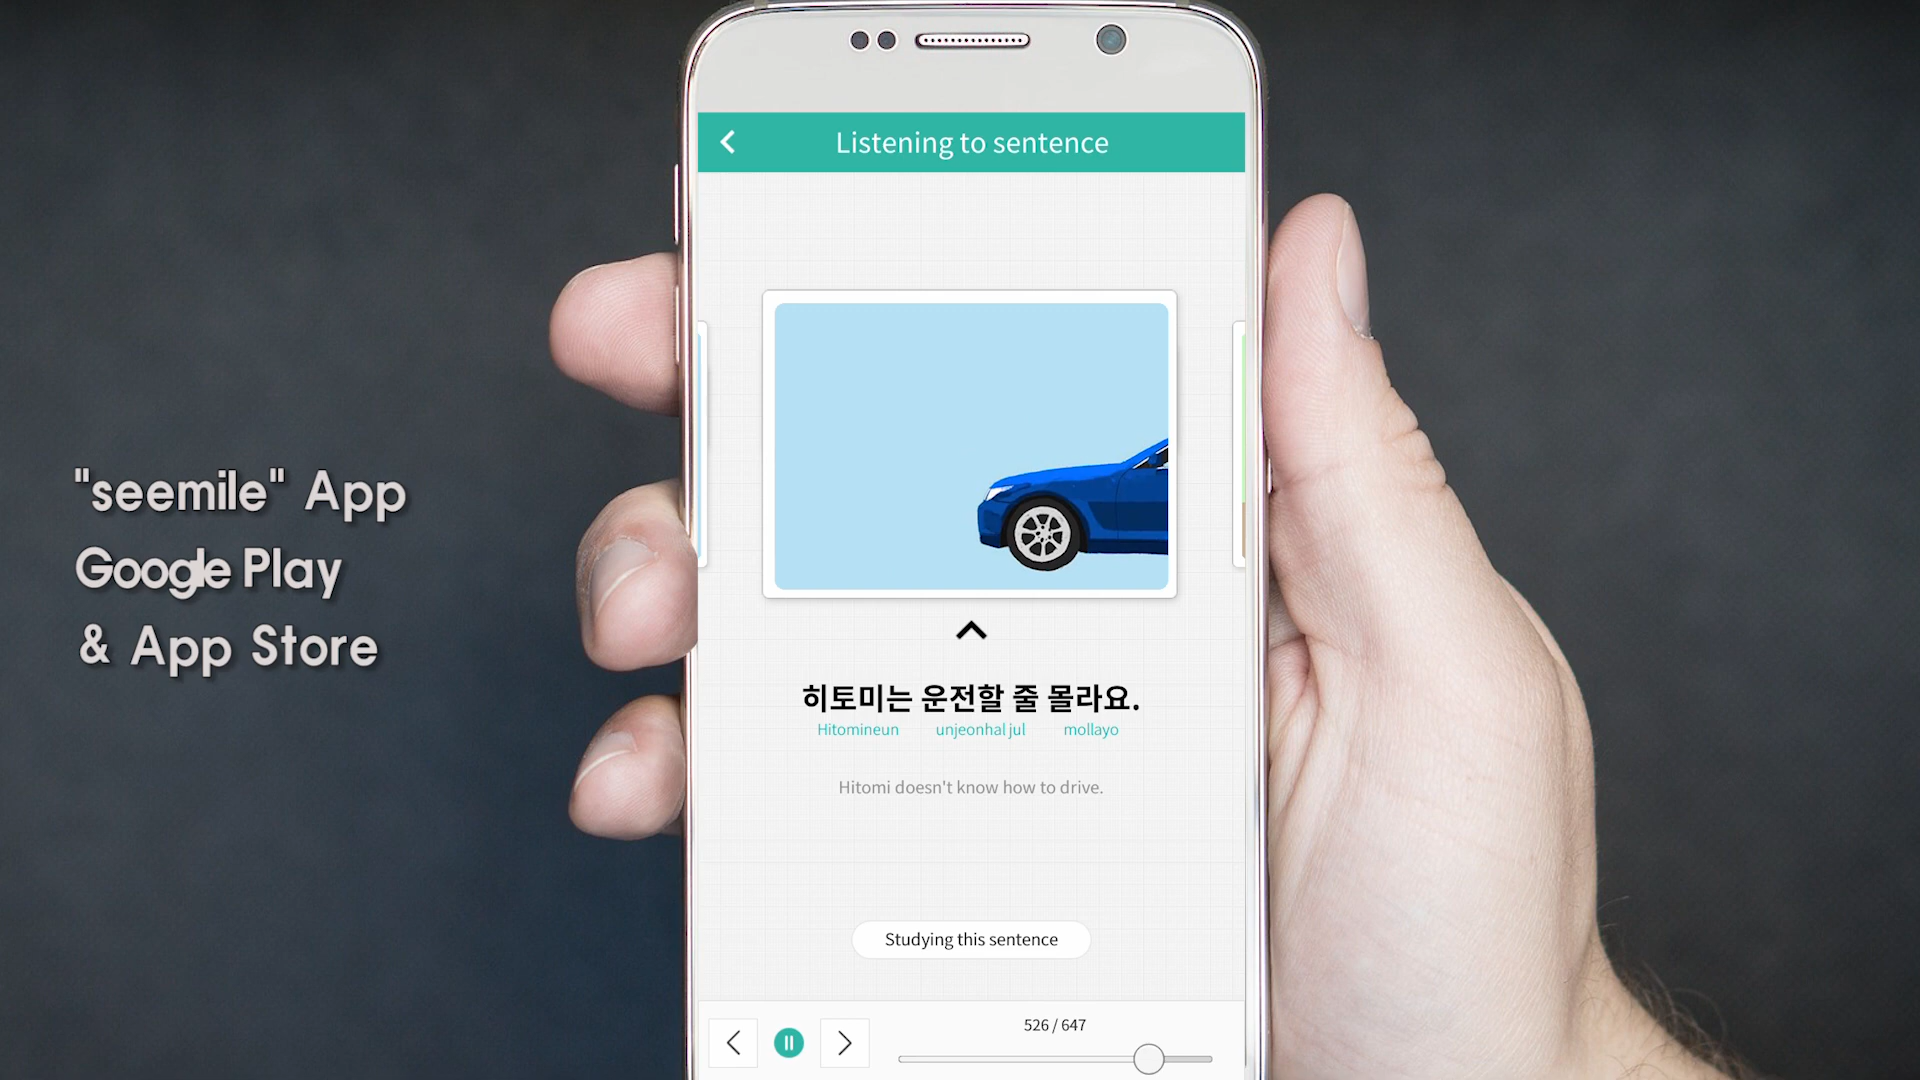 "seemile" App
Google Play
& App Store
Listening to sentence
히토미는 운전할 줄 몰라요.
Hitomineun unjeonhal jul mollayo
Hitomi doesn't know how to drive.
Studying this sentence
526 / 647